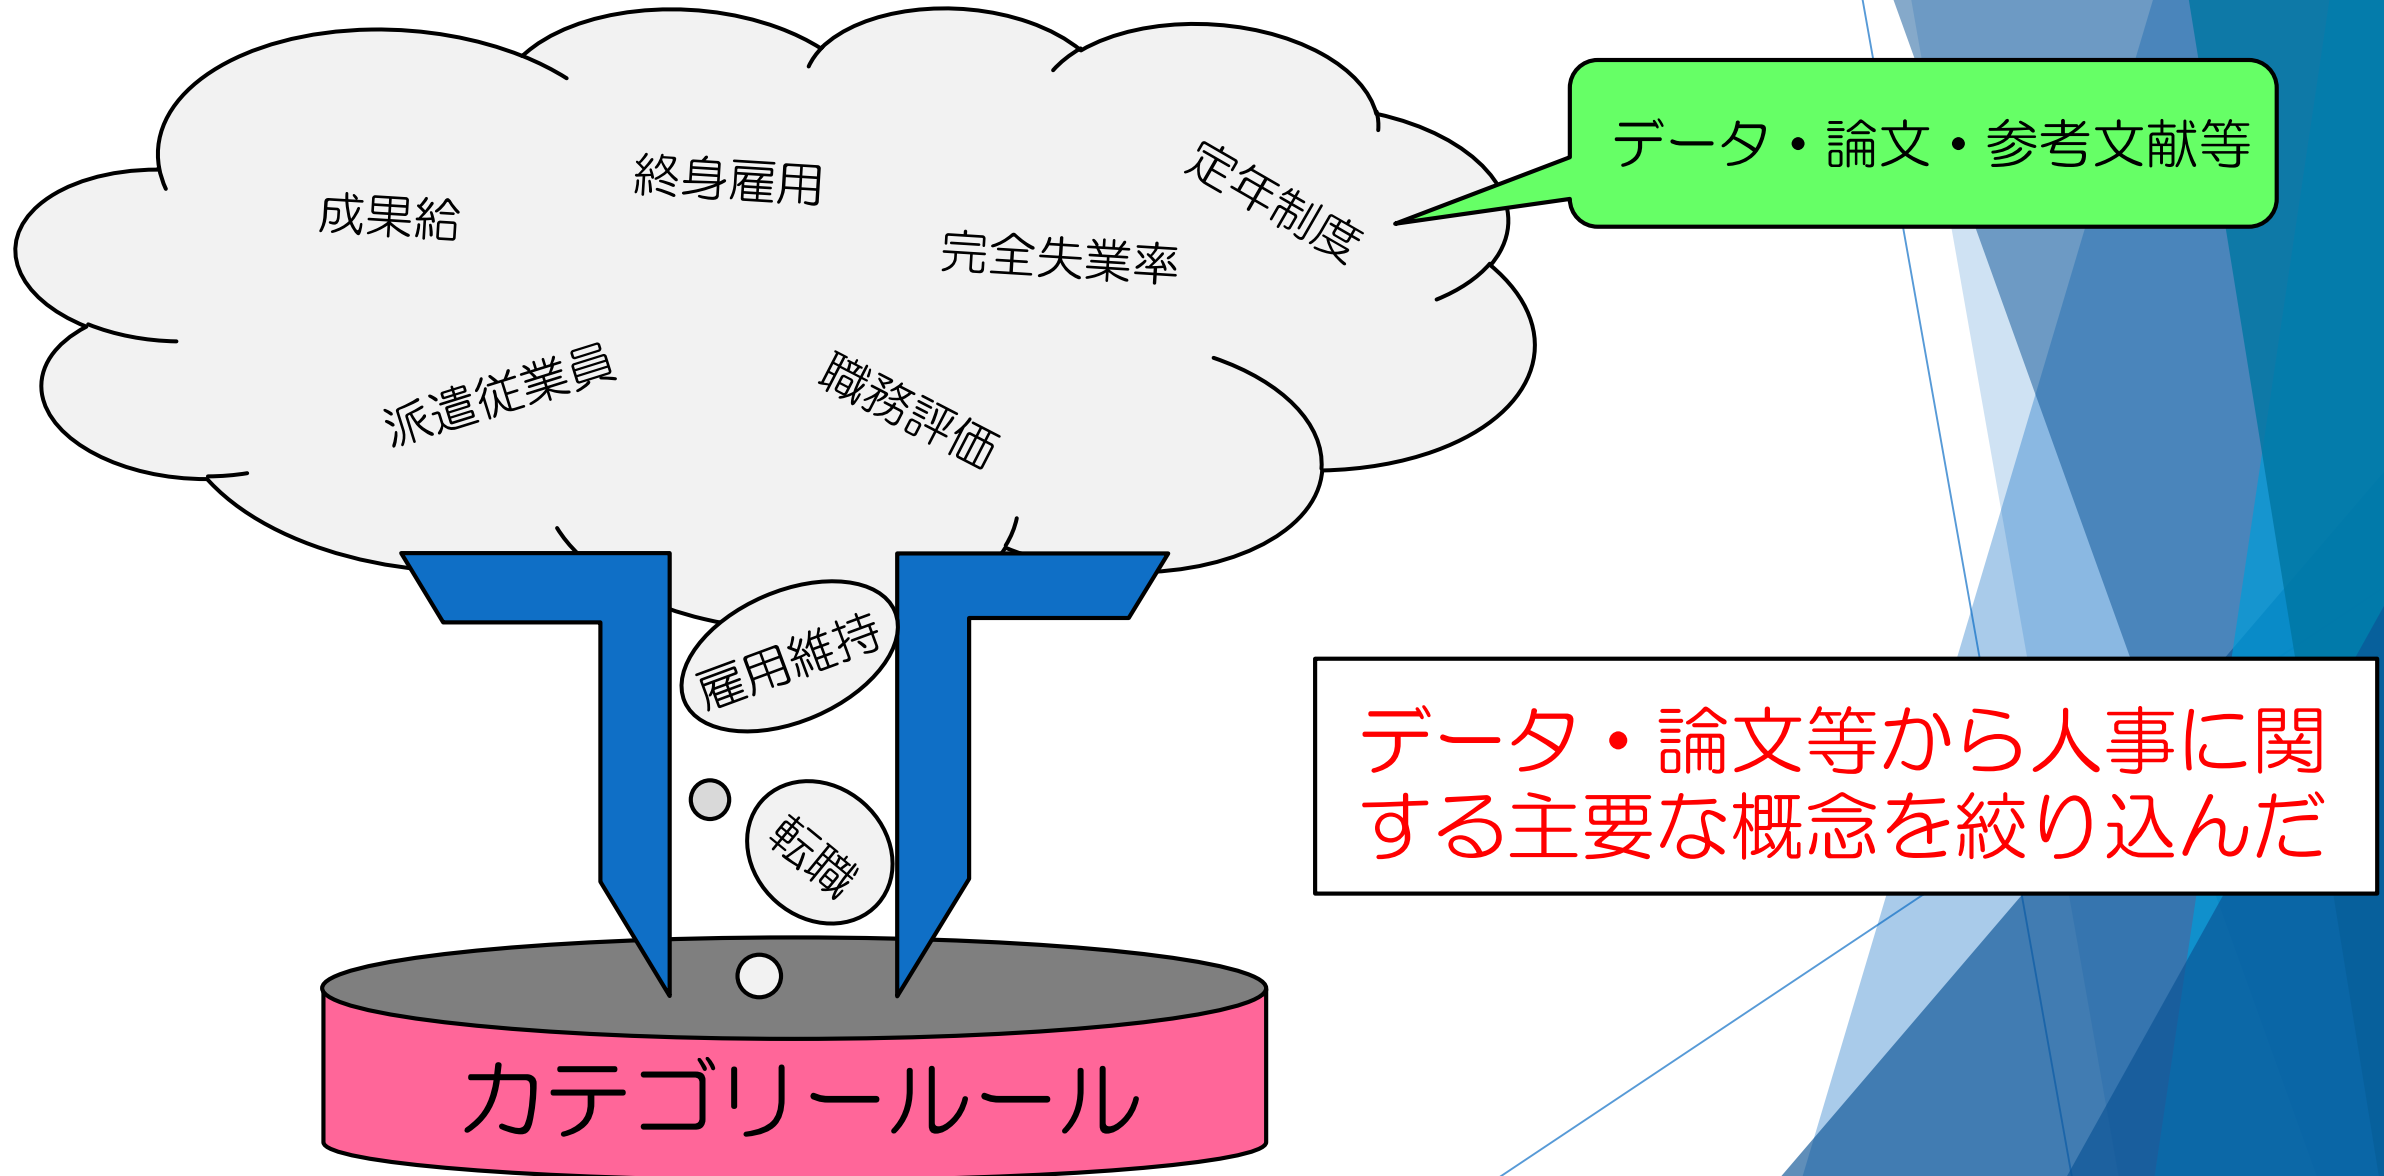 データ・論文・参考文献等
終身雇用
定年制度
成果給
完全失業率
派遣従業員
職務評価
雇用維持
転職
データ・論文等から人事に関
する主要な概念を絞り込んだ
カテゴリールール